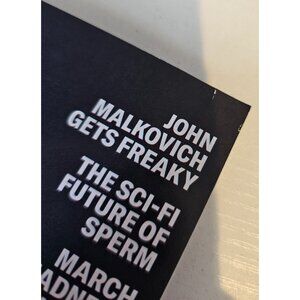 JOHN
MALKOVICH
GETS FREAKY
THE SCI-FI
FUTURE OF
SPERM
MARCH